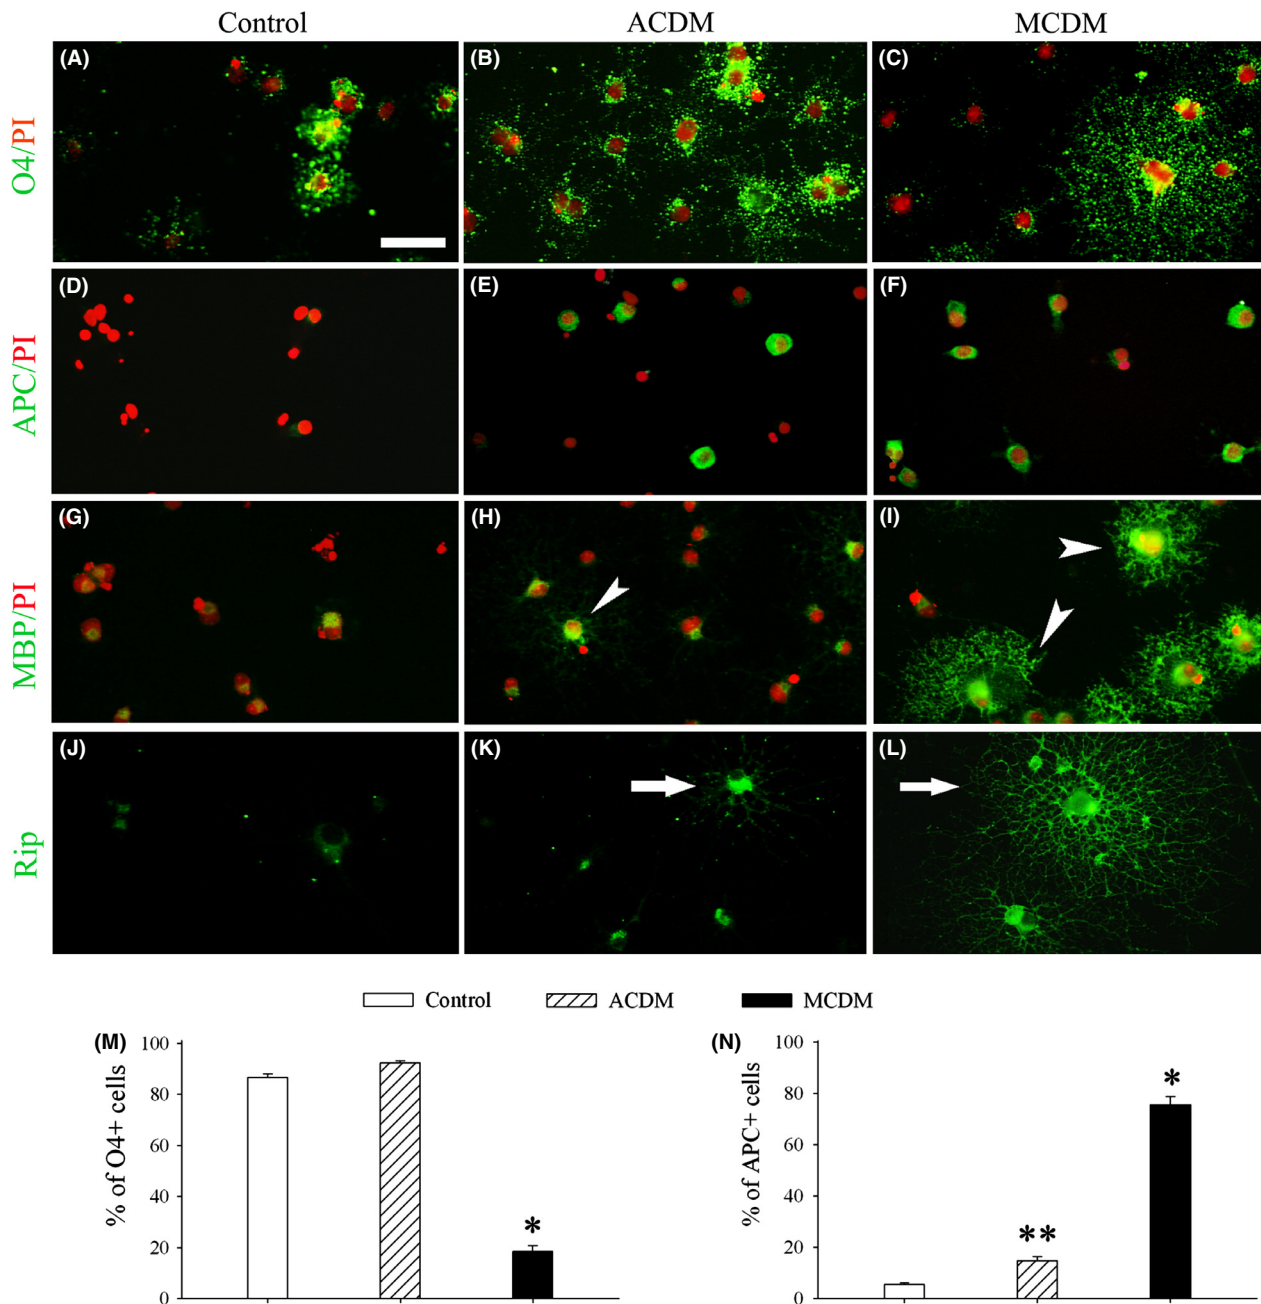 Control ACDM MCDM
O4/PI
(A) (B) (C)
APC/PI
(D) (E) (F)
MBP/PI
(G) (H) (I)
Rip
(J) (K) (L)
Control ACDM MCDM
(M)
% of O4+ cells
100
80
60
40
20
0
*
(N)
% of APC+ cells
100
80
60
40
20
0
**
*